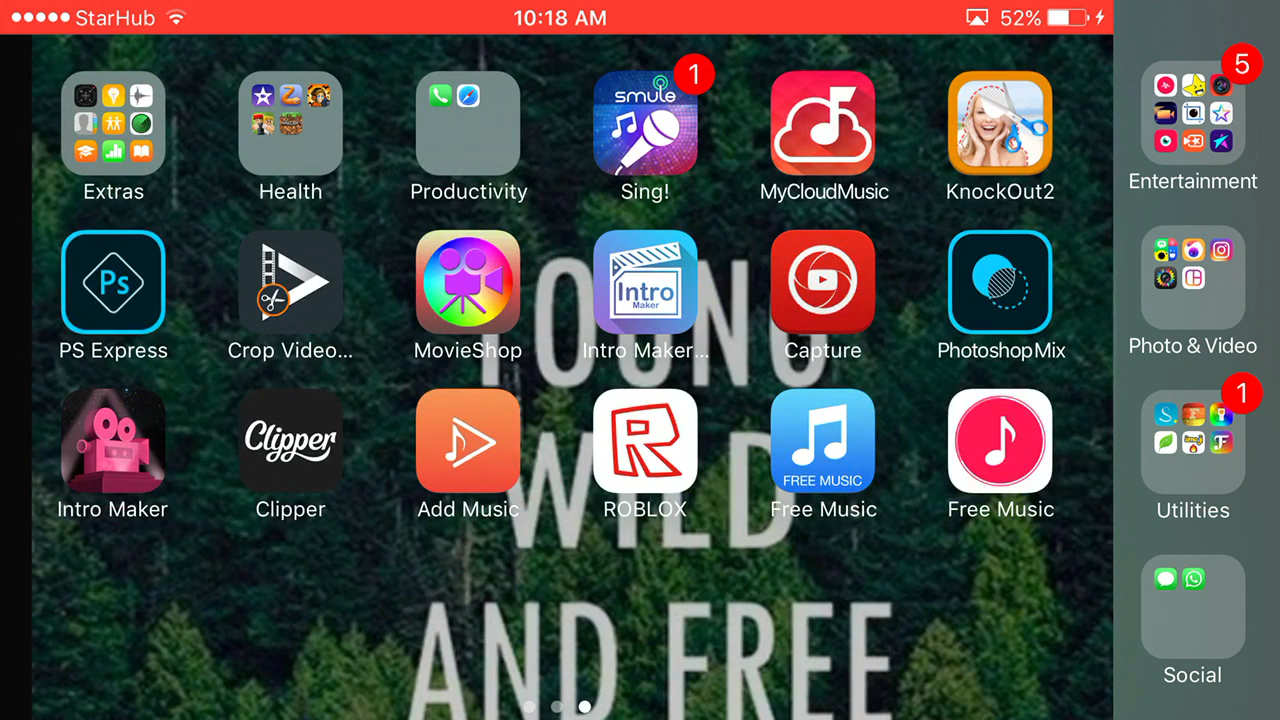 StarHub 10:18 AM 52%
smule 1 5
Extras Health Productivity Sing! MyCloudMusic KnockOut2 Entertainment
Ps Intro Maker
PS Express Crop Video... MovieShop Intro Maker... Capture PhotoshopMix Photo & Video
YOUNG
1
Clipper R FREE MUSIC
Intro Maker Clipper Add Music ROBLOX Free Music Free Music Utilities
WILD
AND FREE
Social